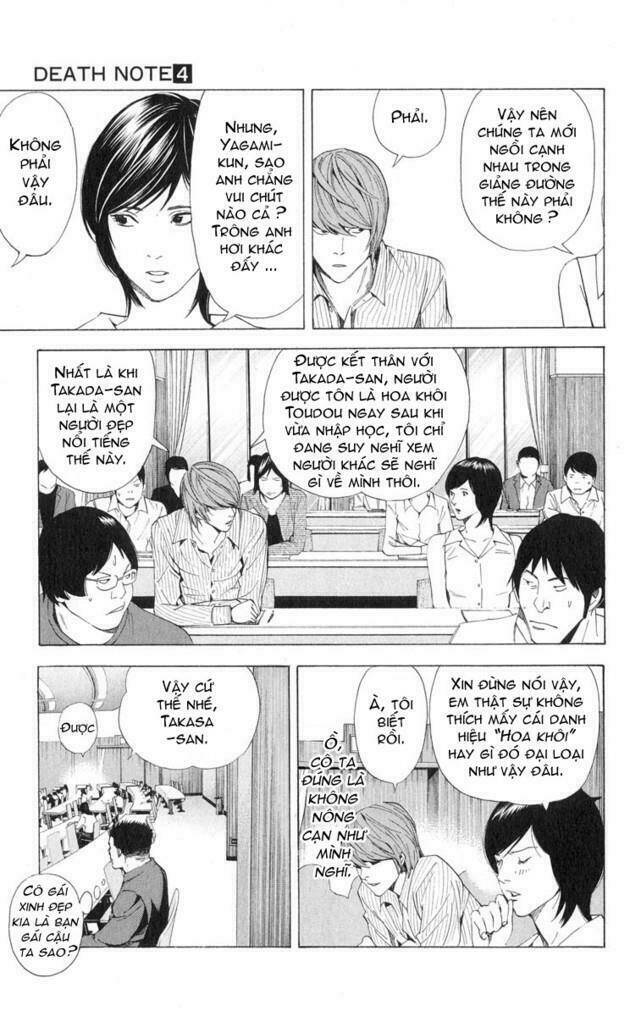 DEATH NOTE 4
VẬY NÊN
CHÚNG TA MỚI
NGỒI CẠNH
NHAU TRONG
GIẢNG ĐƯỜNG
THẾ NÀY PHẢI
KHÔNG ?
PHẢI.
NHƯNG,
YAGAMI-
KUN, SAO
ANH CHẲNG
VUI CHÚT
NÀO CẢ ?
TRÔNG ANH
HƠI KHÁC
ĐẤY ...
KHÔNG
PHẢI
VẬY
ĐÂU.
ĐƯỢC KẾT THÂN VỚI
TAKADA-SAN, NGƯỜI
ĐƯỢC TÔN LÀ HOA KHÔI
TOUDOU NGAY SAU KHI
VỪA NHẬP HỌC, TÔI CHỈ
ĐANG SUY NGHĨ XEM
NGƯỜI KHÁC SẼ NGHĨ
GÌ VỀ MÌNH THÔI.
NHẤT LÀ KHI
TAKADA-SAN
LẠI LÀ MỘT
NGƯỜI ĐẸP
NỔI TIẾNG
THẾ NÀY.
XIN ĐỪNG NÓI VẬY,
EM THẬT SỰ KHÔNG
THÍCH MẤY CÁI DANH
HIỆU "HOA KHÔI"
HAY GÌ ĐÓ ĐẠI LOẠI
NHƯ VẬY ĐÂU.
À, TÔI
BIẾT
RỒI.
Ồ,
CÔ TA
ĐÚNG LÀ
KHÔNG
NÔNG
CẠN NHƯ
MÌNH
NGHĨ.
VẬY CỨ
THẾ NHÉ,
TAKASA
-SAN.
ĐƯỢC
CÔ GÁI
XINH ĐẸP
KIA LÀ BẠN
GÁI CẬU
TA SAO?